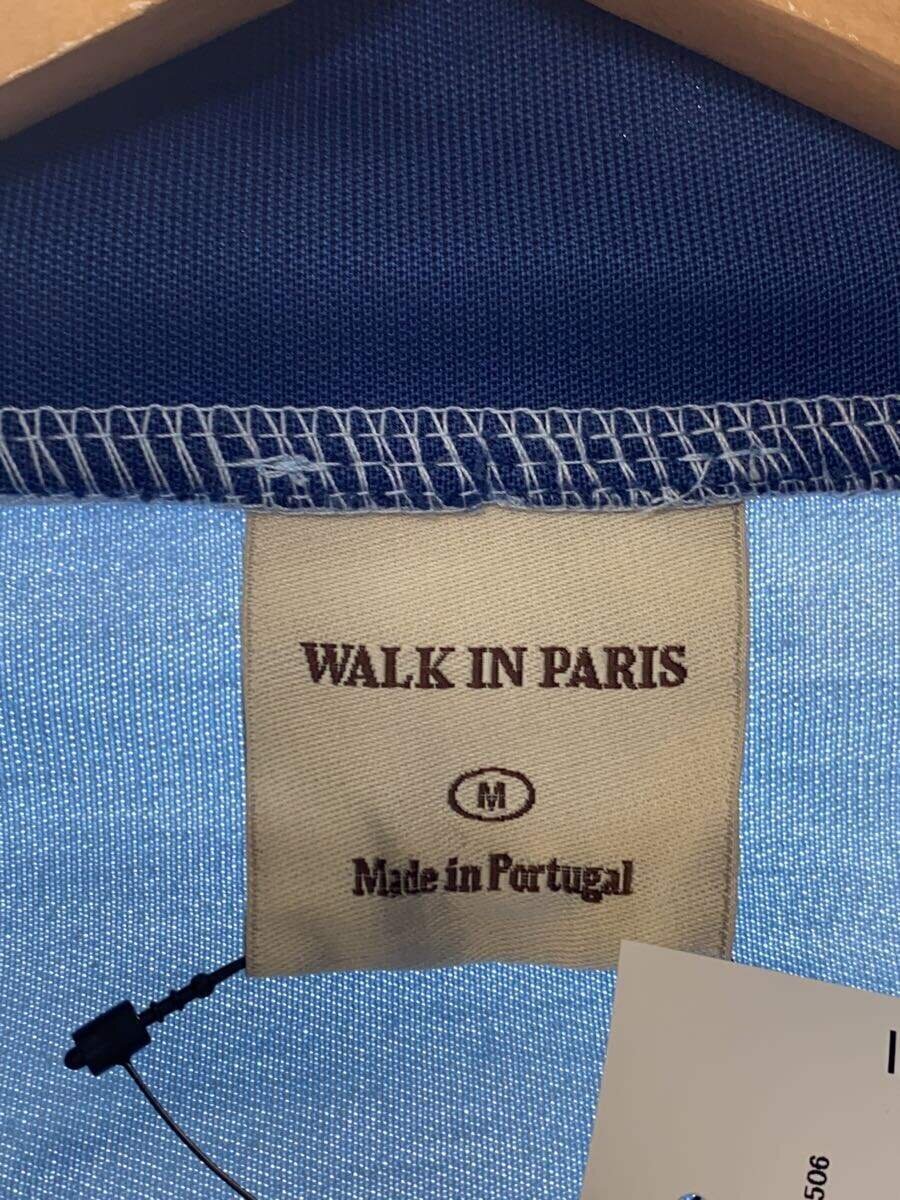 WALK IN PARIS
M
Made in Portugal
506